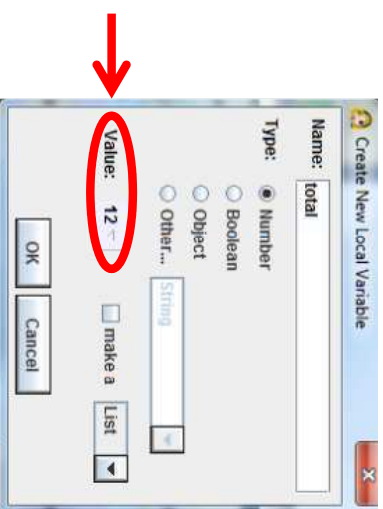 Create New Local Variable
Name: total
Type: Number
Boolean
Object
Other... String
Value: 12 make a List
OK Cancel